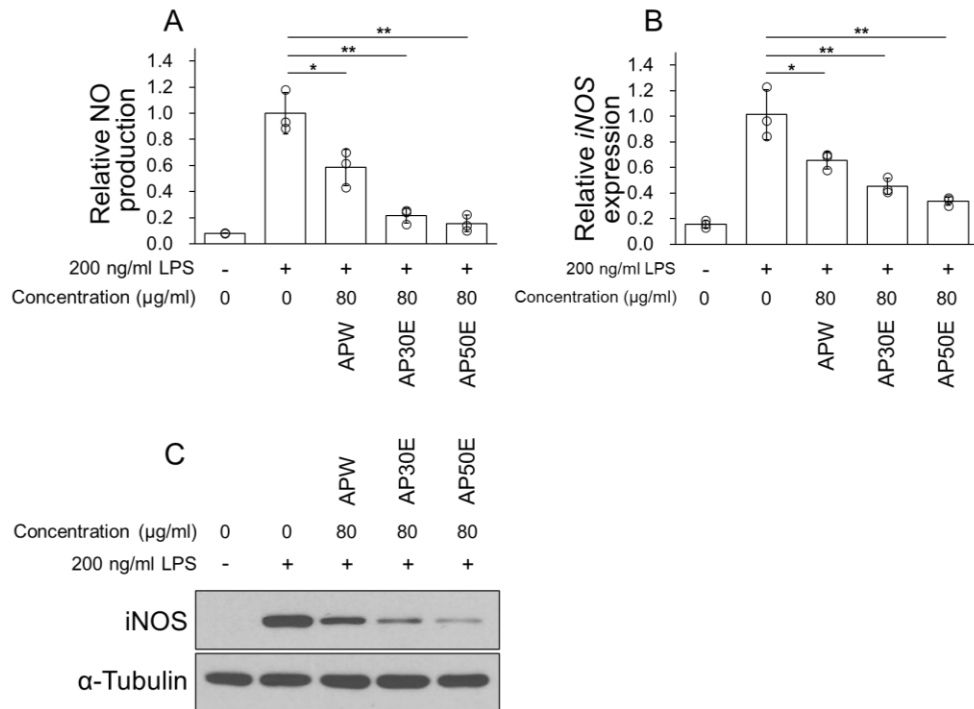 A
**
**
*
Relative NO
production
1.4
1.2
1.0
0.8
0.6
0.4
0.2
0.0
200 ng/ml LPS - + + + +
Concentration (µg/ml) 0 0 80 80 80
APW AP30E AP50E
B
**
**
*
Relative iNOS
expression
1.4
1.2
1.0
0.8
0.6
0.4
0.2
0.0
200 ng/ml LPS - + + + +
Concentration (µg/ml) 0 0 80 80 80
APW AP30E AP50E
C
APW AP30E AP50E
Concentration (µg/ml) 0 0 80 80 80
200 ng/ml LPS - + + + +
iNOS
α-Tubulin